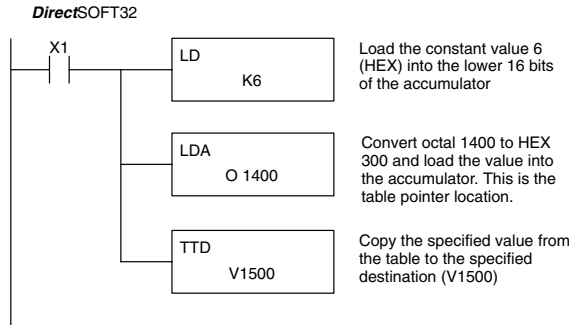 DirectSOFT32
X1
LD
K6
Load the constant value 6
(HEX) into the lower 16 bits
of the accumulator
LDA
O 1400
Convert octal 1400 to HEX
300 and load the value into
the accumulator. This is the
table pointer location.
TTD
V1500
Copy the specified value from
the table to the specified
destination (V1500)